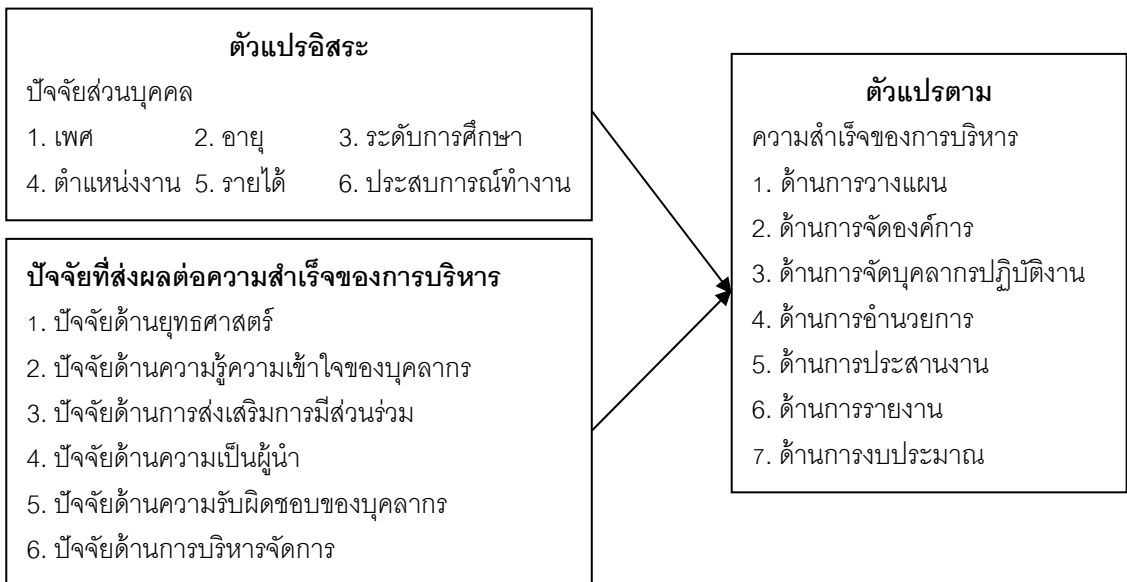 ตัวแปรอิสระ
ปัจจัยส่วนบุคคล
1. เพศ 2. อายุ 3. ระดับการศึกษา
4. ตำแหน่งงาน 5. รายได้ 6. ประสบการณ์ทำงาน
ปัจจัยที่ส่งผลต่อความสำเร็จของการบริหาร
1. ปัจจัยด้านยุทธศาสตร์
2. ปัจจัยด้านความรู้ความเข้าใจของบุคลากร
3. ปัจจัยด้านการส่งเสริมการมีส่วนร่วม
4. ปัจจัยด้านความเป็นผู้นำ
5. ปัจจัยด้านความรับผิดชอบของบุคลากร
6. ปัจจัยด้านการบริหารจัดการ
ตัวแปรตาม
ความสำเร็จของการบริหาร
1. ด้านการวางแผน
2. ด้านการจัดองค์การ
3. ด้านการจัดบุคลากรปฏิบัติงาน
4. ด้านการอำนวยการ
5. ด้านการประสานงาน
6. ด้านการรายงาน
7. ด้านการงบประมาณ